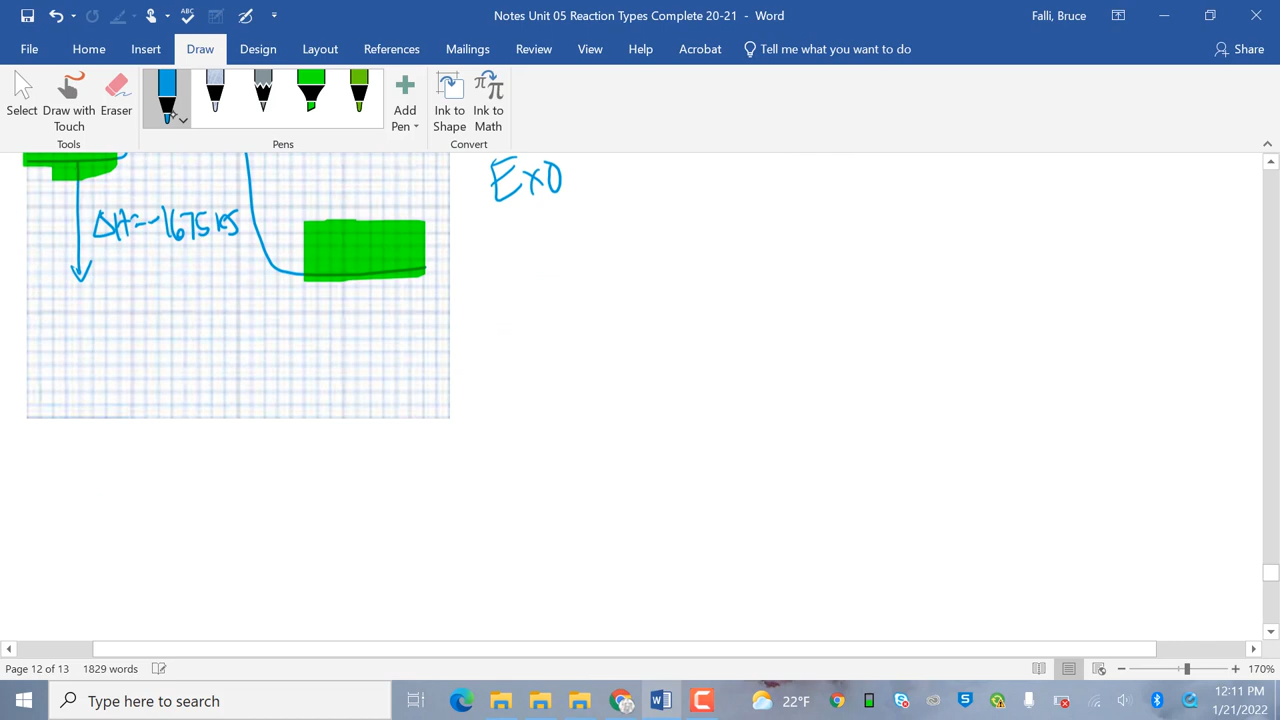 Notes Unit 05 Reaction Types Complete 20-21 - Word
Falli, Bruce
ABC
File Home Insert Draw Design Layout References Mailings Review View Help Acrobat Tell me what you want to do Share
Select Draw with Touch Eraser
Add Pen
Ink to Shape Ink to Math
Tools Pens Convert
ExO
ΔH=-1675 KJ
Page 12 of 13 1829 words 170%
Type here to search 22°F 12:11 PM
1/21/2022